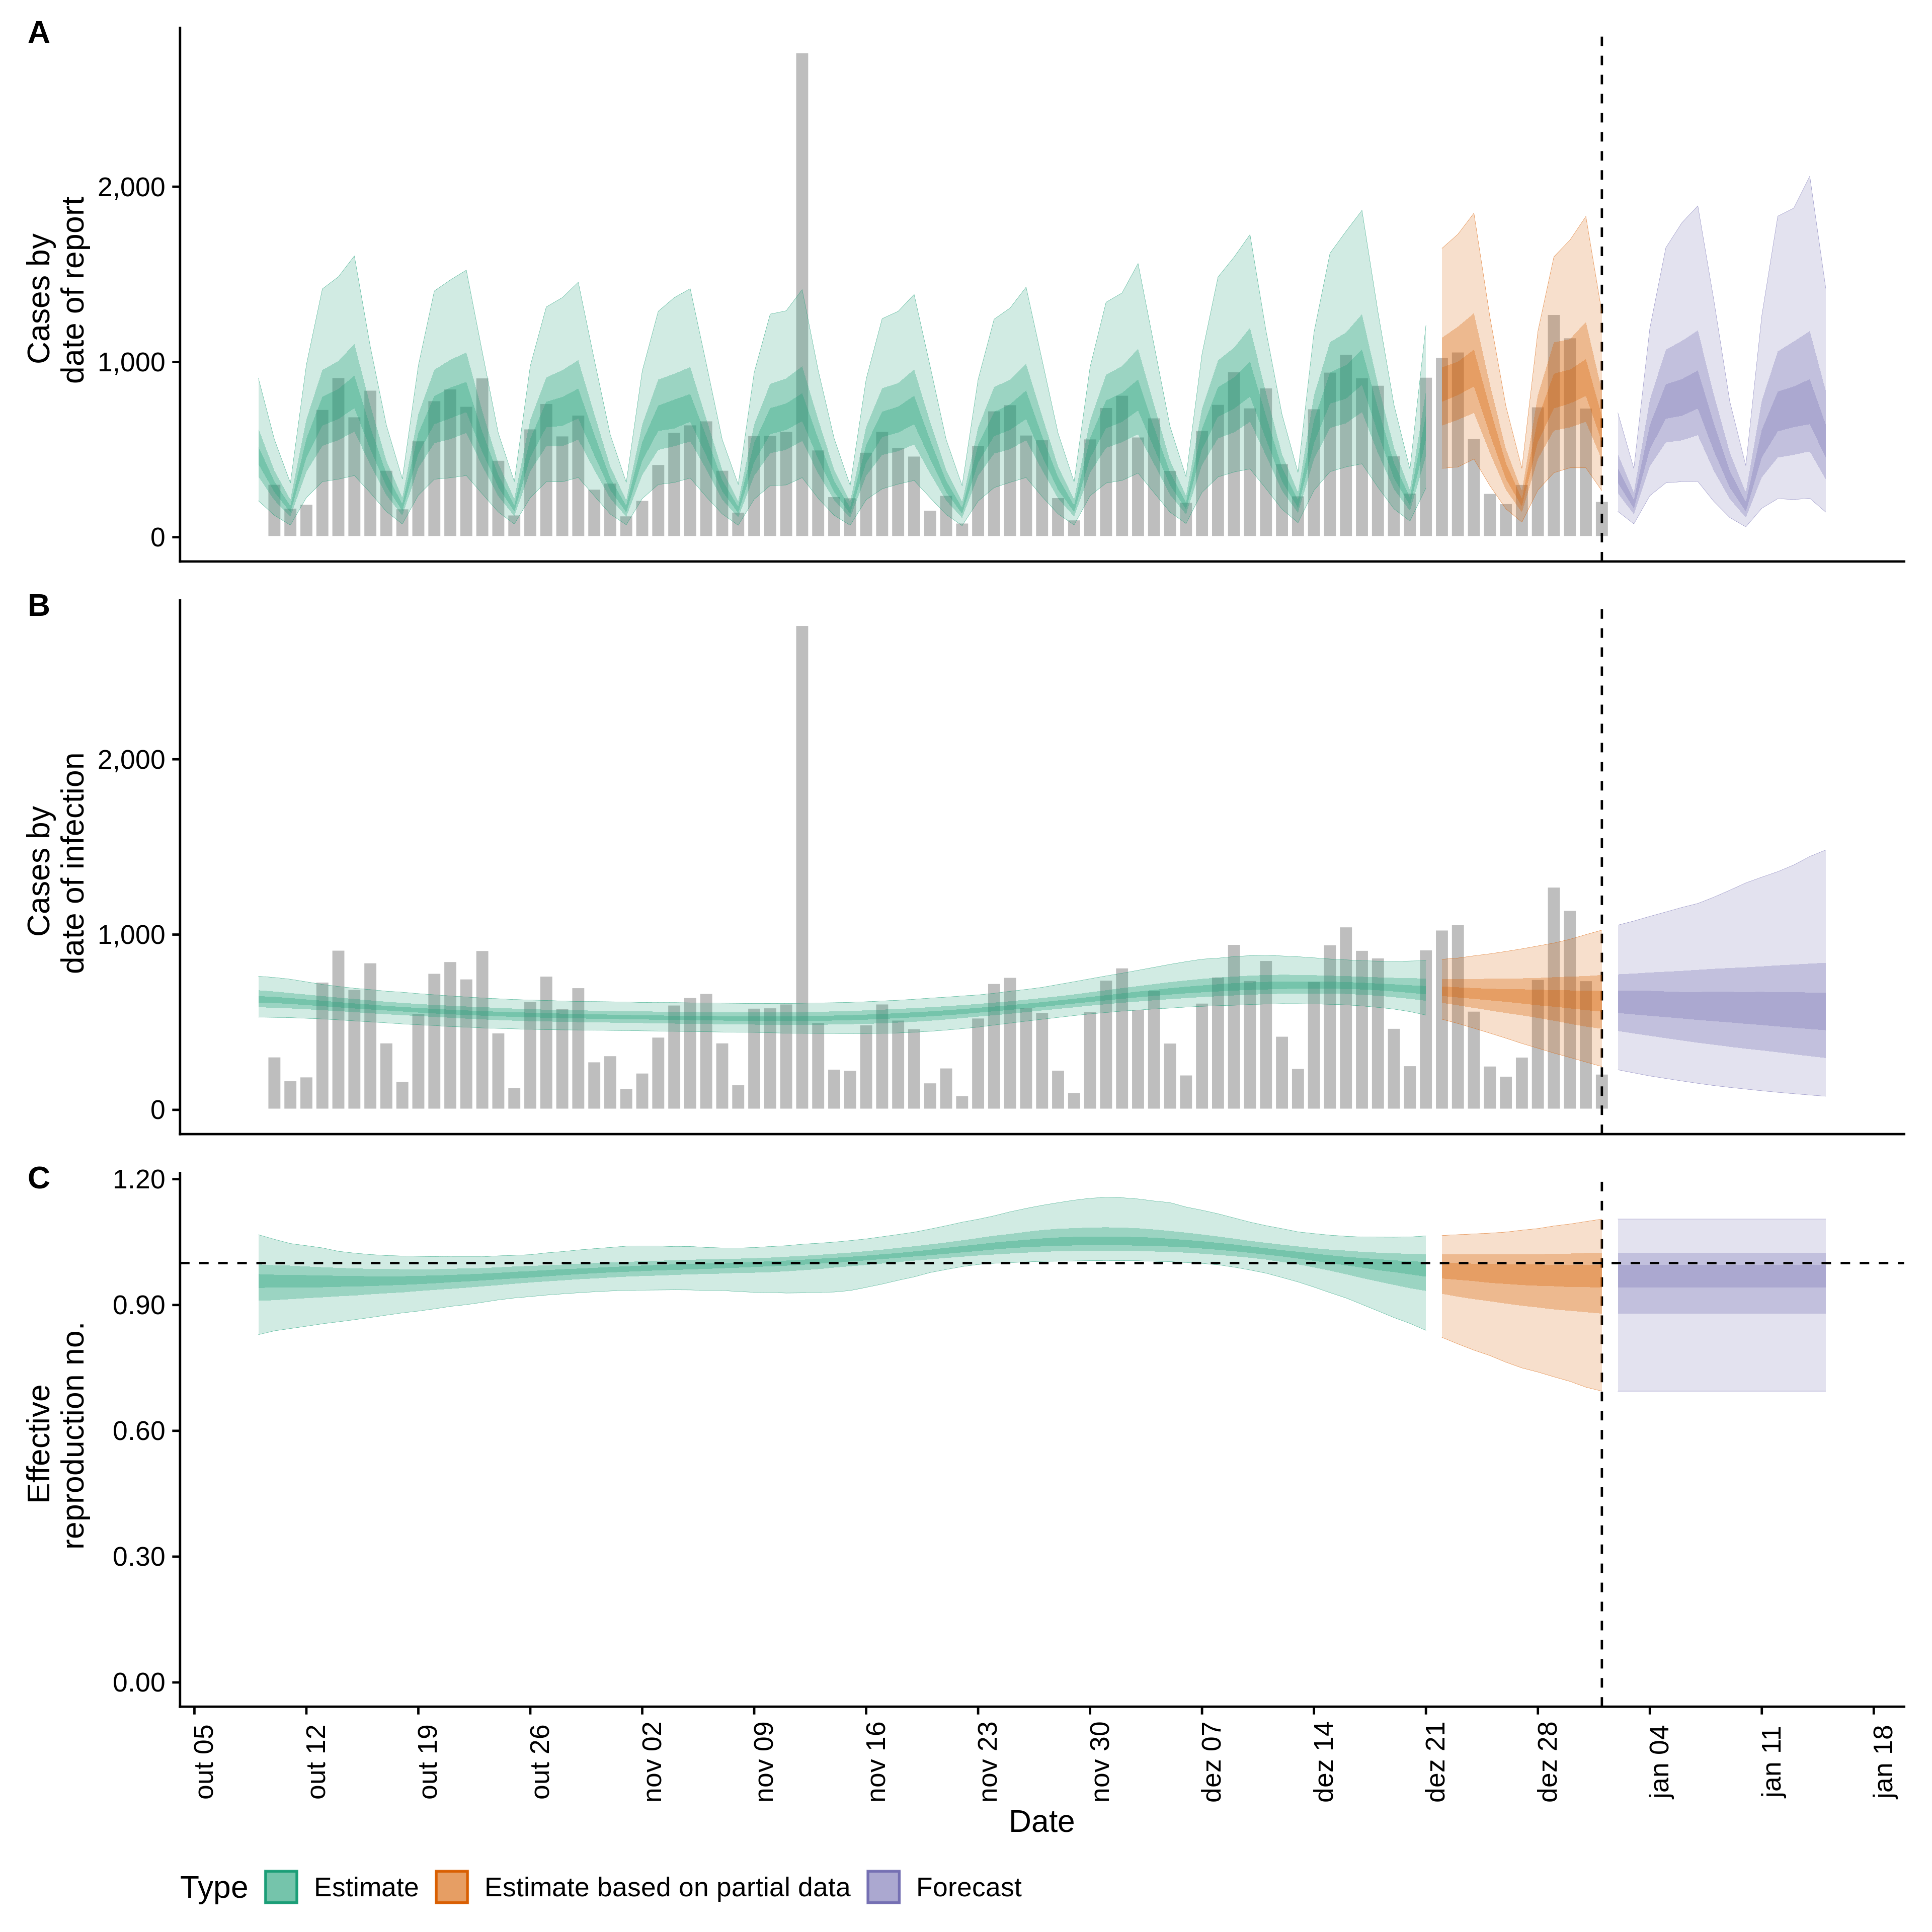 A
Cases by
date of report
2,000
1,000
0
B
Cases by
date of infection
2,000
1,000
0
C
Effective
reproduction no.
1.20
0.90
0.60
0.30
0.00
out 05
out 12
out 19
out 26
nov 02
nov 09
nov 16
nov 23
nov 30
dez 07
dez 14
dez 21
dez 28
jan 04
jan 11
jan 18
Date
Type Estimate Estimate based on partial data Forecast